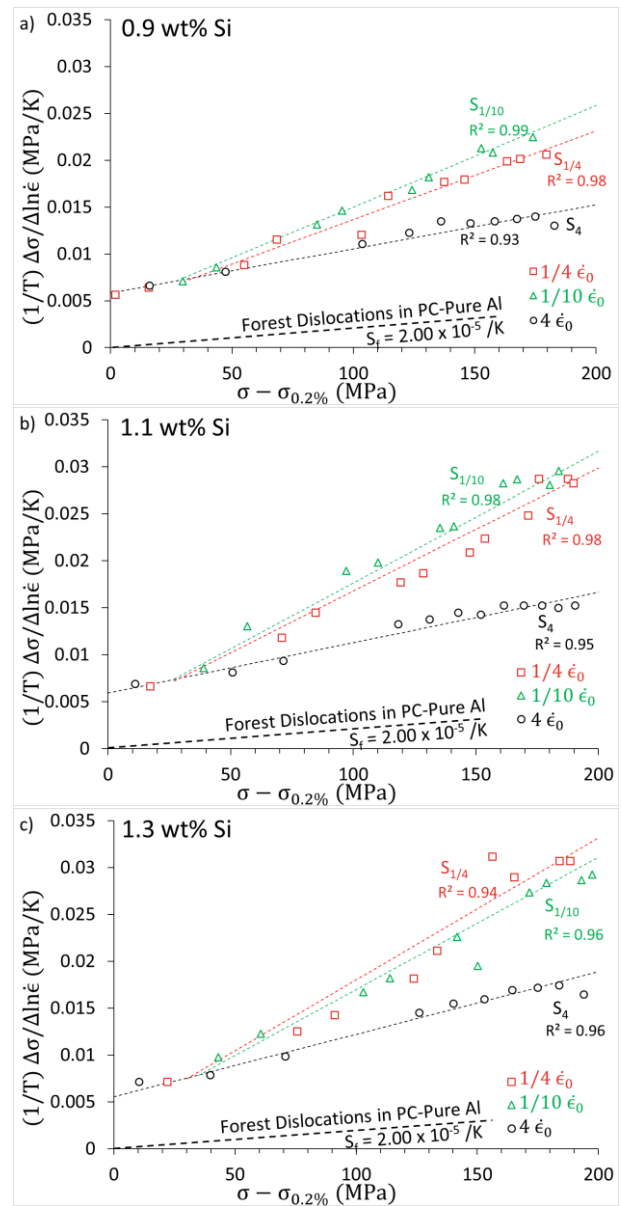 a) 0.9 wt% Si
(1/T) Δσ/Δlnε̇ (MPa/K)
0.035
0.03
0.025
0.02
0.015
0.01
0.005
0
S1/10
R² = 0.99
S1/4
R² = 0.98
S4
R² = 0.93
1/4 ε̇0
1/10 ε̇0
4 ε̇0
Forest Dislocations in PC-Pure Al
Sf = 2.00 x 10-5 /K
0 50 100 150 200
σ − σ0.2% (MPa)
b) 1.1 wt% Si
(1/T) Δσ/Δlnε̇ (MPa/K)
0.035
0.03
0.025
0.02
0.015
0.01
0.005
0
S1/10
R² = 0.98
S1/4
R² = 0.98
S4
R² = 0.95
1/4 ε̇0
1/10 ε̇0
4 ε̇0
Forest Dislocations in PC-Pure Al
Sf = 2.00 x 10-5 /K
0 50 100 150 200
σ − σ0.2% (MPa)
c) 1.3 wt% Si
(1/T) Δσ/Δlnε̇ (MPa/K)
0.035
0.03
0.025
0.02
0.015
0.01
0.005
0
S1/4
R² = 0.94
S1/10
R² = 0.96
S4
R² = 0.96
1/4 ε̇0
1/10 ε̇0
4 ε̇0
Forest Dislocations in PC-Pure Al
Sf = 2.00 x 10-5 /K
0 50 100 150 200
σ − σ0.2% (MPa)